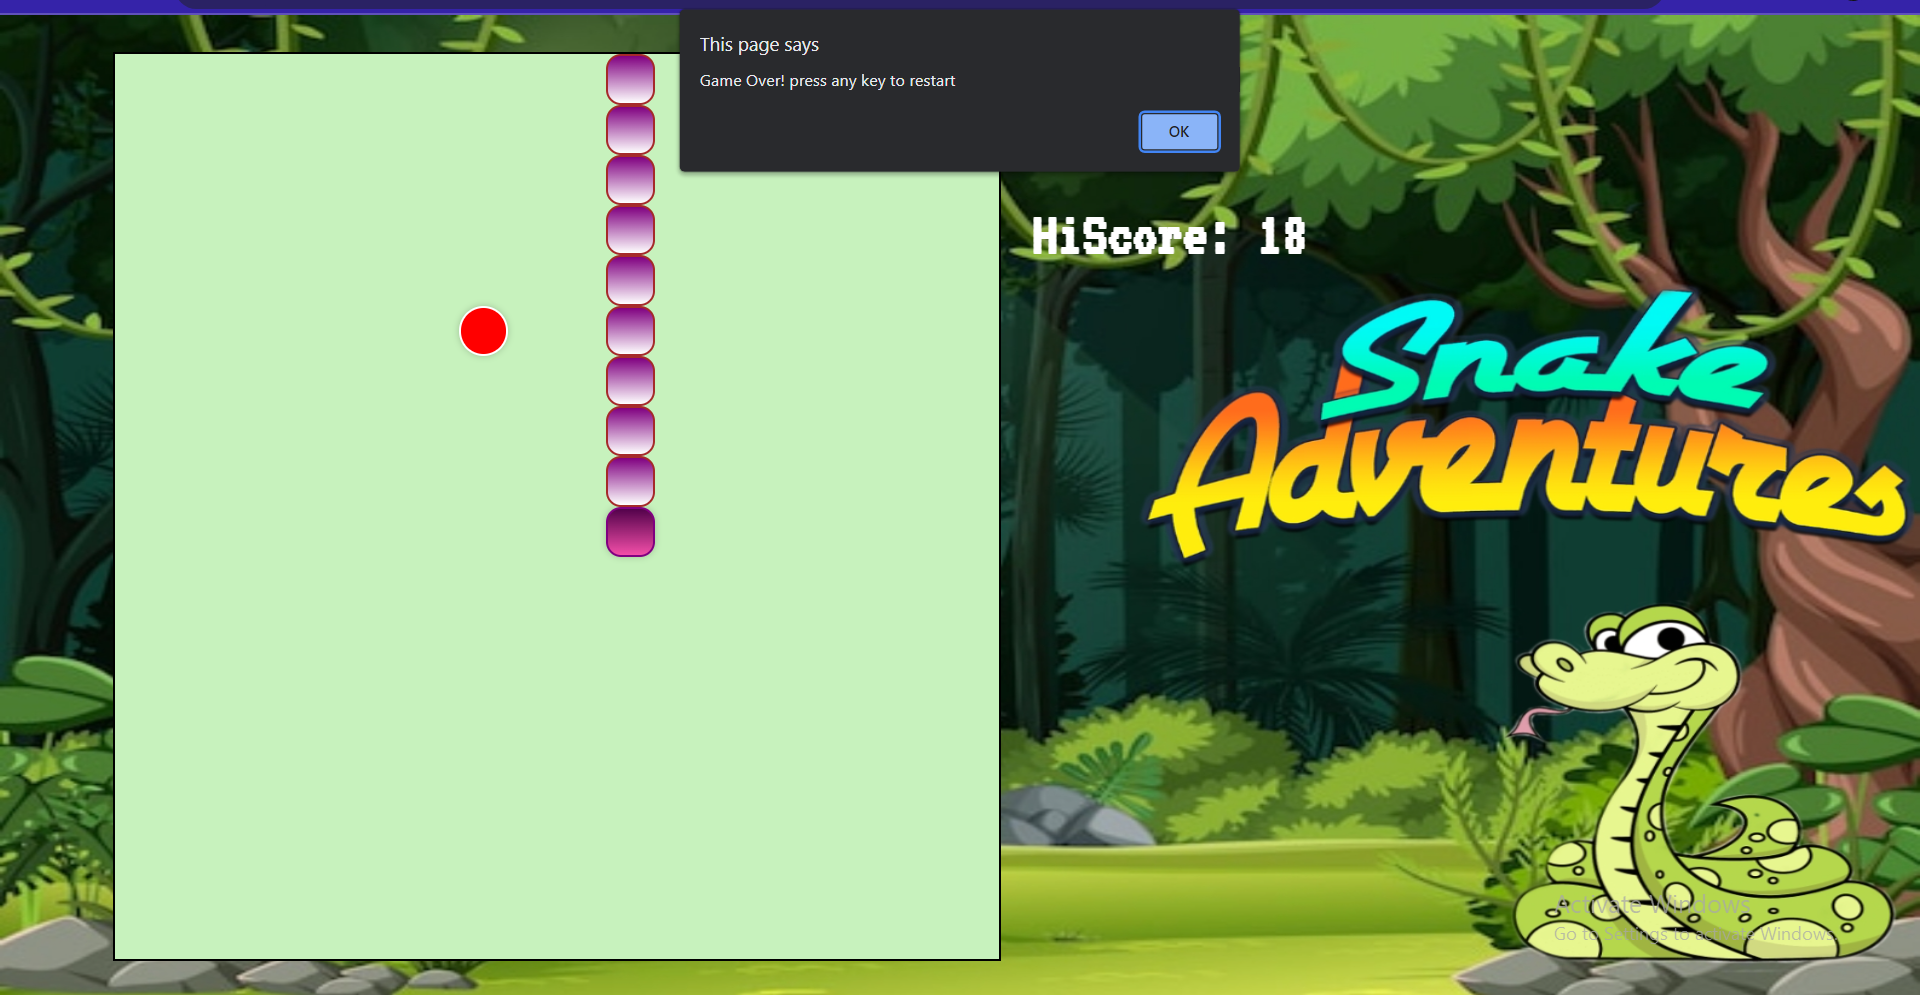 This page says
Game Over! press any key to restart
OK
HiScore: 18
Snake
Adventures
Activate Windows
Go to Settings to activate Windows.